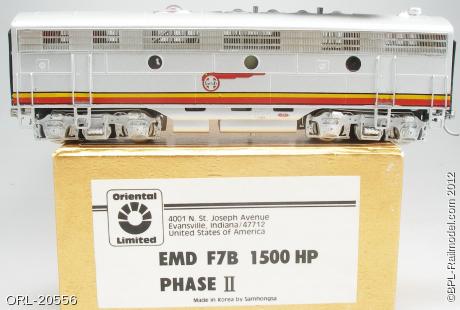 Oriental
Limited
4001 N. St. Joseph Avenue
Evansville, Indiana/47712
United States of America
EMD F7B 1500 HP
PHASE II
Made in Korea by Samhongsa
ORL-20556
©BPL-Railmodel.com 2012